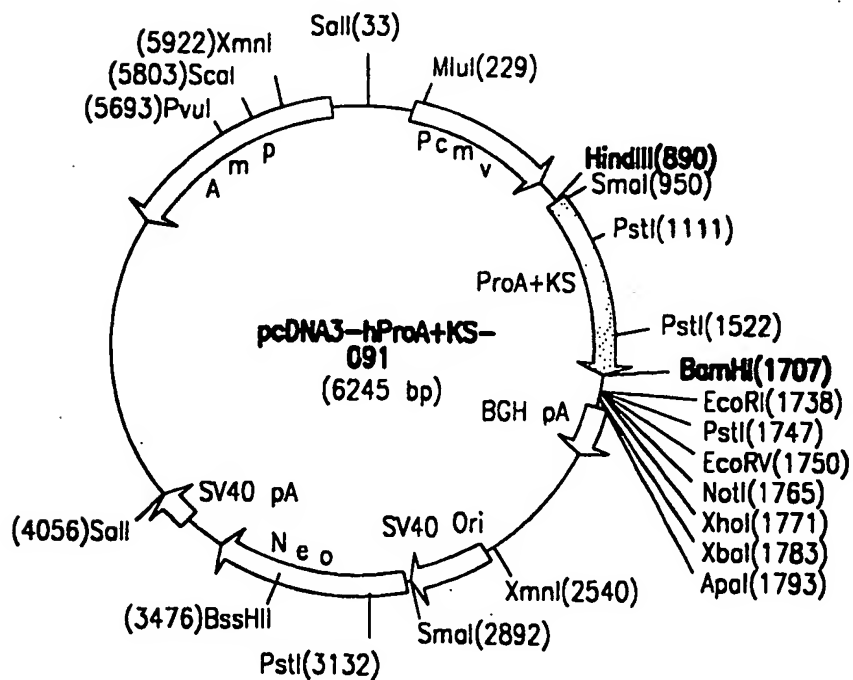 SalI(33)
(5922)XmnI
(5803)ScaI
(5693)PvuI
MluI(229)
Pcmv
Amp
HindIII(890)
SmaI(950)
PstI(1111)
ProA+KS
PstI(1522)
pcDNA3-hProA+KS-
091
(6245 bp)
BamHi(1707)
BGH pA
EcoRI(1738)
PstI(1747)
EcoRV(1750)
NotI(1765)
XhoI(1771)
XbaI(1783)
ApaI(1793)
SV40 pA
(4056)SalI
SV40 Ori
Neo
XmnI(2540)
(3476)BssHII
SmaI(2892)
PstI(3132)